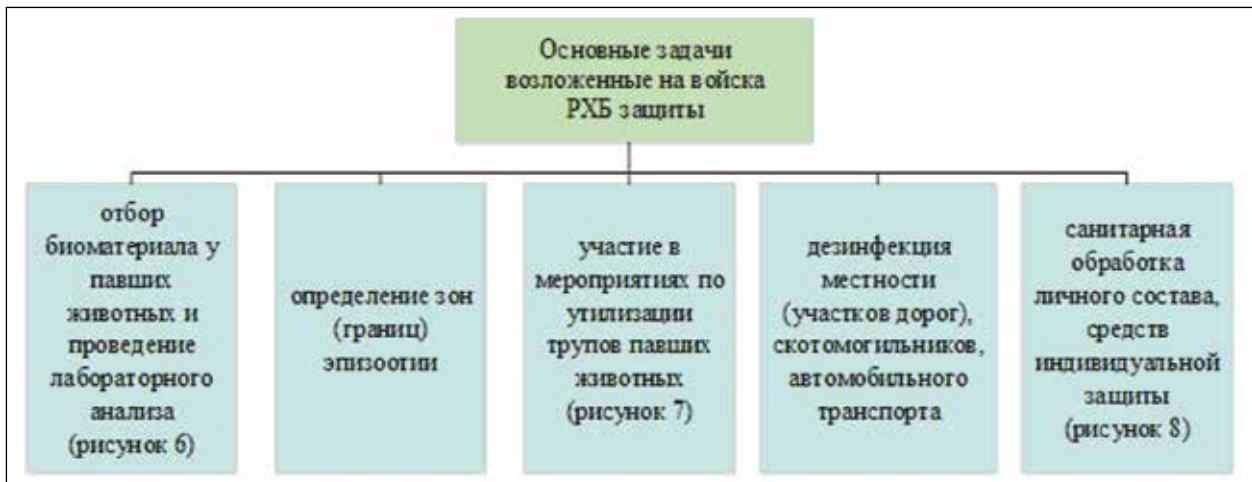 Основные задачи
возложенные на войска
РХБ защиты
отбор
биоматериала у
павших
животных и
проведение
лабораторного
анализа
(рисунок 6)
определение зон
(границ)
эпизоотии
участие в
мероприятиях по
утилизации
трупов павших
животных
(рисунок 7)
дезинфекция
местности
(участков дорог),
скотомогильников,
автомобильного
транспорта
санитарная
обработка
личного состава,
средств
индивидуальной
защиты
(рисунок 8)